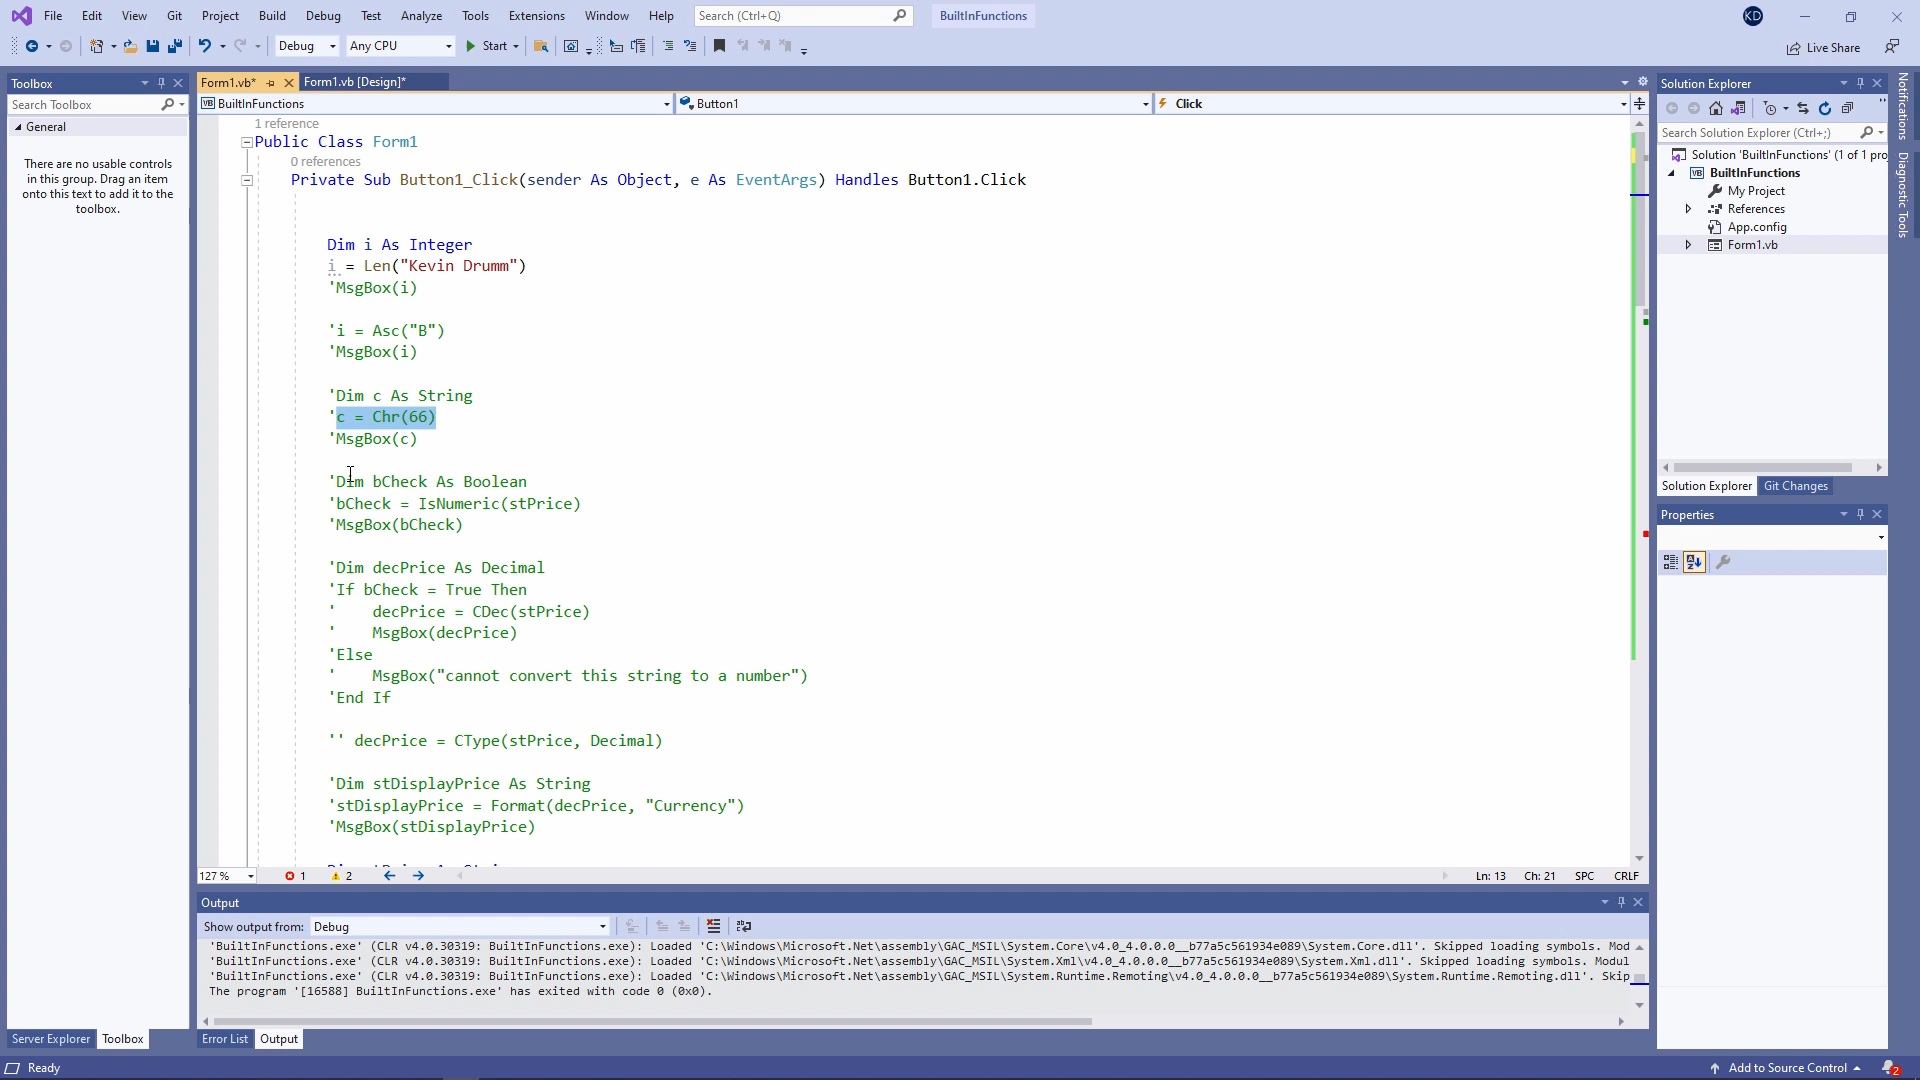 File Edit View Git Project Build Debug Test Analyze Tools Extensions Window Help Search (Ctrl+Q) BuiltInFunctions KD
Debug Any CPU Start Live Share
Toolbox
Search Toolbox
General
There are no usable controls
in this group. Drag an item
onto this text to add it to the
toolbox.
Form1.vb* Form1.vb [Design]*
VB BuiltInFunctions Button1 Click
1 reference
Public Class Form1
0 references
Private Sub Button1_Click(sender As Object, e As EventArgs) Handles Button1.Click
Dim i As Integer
i = Len("Kevin Drumm")
'MsgBox(i)
'i = Asc("B")
'MsgBox(i)
'Dim c As String
'c = Chr(66)
'MsgBox(c)
'Dim bCheck As Boolean
'bCheck = IsNumeric(stPrice)
'MsgBox(bCheck)
'Dim decPrice As Decimal
'If bCheck = True Then
'    decPrice = CDec(stPrice)
'    MsgBox(decPrice)
'Else
'    MsgBox("cannot convert this string to a number")
'End If
'' decPrice = CType(stPrice, Decimal)
'Dim stDisplayPrice As String
'stDisplayPrice = Format(decPrice, "Currency")
'MsgBox(stDisplayPrice)
127 % 1 2 Ln: 13 Ch: 21 SPC CRLF
Output
Show output from: Debug
'BuiltInFunctions.exe' (CLR v4.0.30319: BuiltInFunctions.exe): Loaded 'C:\Windows\Microsoft.Net\assembly\GAC_MSIL\System.Core\v4.0_4.0.0.0__b77a5c561934e089\System.Core.dll'. Skipped loading symbols. Mod
'BuiltInFunctions.exe' (CLR v4.0.30319: BuiltInFunctions.exe): Loaded 'C:\Windows\Microsoft.Net\assembly\GAC_MSIL\System.Xml\v4.0_4.0.0.0__b77a5c561934e089\System.Xml.dll'. Skipped loading symbols. Modul
'BuiltInFunctions.exe' (CLR v4.0.30319: BuiltInFunctions.exe): Loaded 'C:\Windows\Microsoft.Net\assembly\GAC_MSIL\System.Runtime.Remoting\v4.0_4.0.0.0__b77a5c561934e089\System.Runtime.Remoting.dll'. Skip
The program '[16588] BuiltInFunctions.exe' has exited with code 0 (0x0).
Server Explorer Toolbox
Error List Output
Solution Explorer
Search Solution Explorer (Ctrl+;)
Solution 'BuiltInFunctions' (1 of 1 proj
VB BuiltInFunctions
My Project
References
App.config
Form1.vb
Solution Explorer Git Changes
Properties
Notifications
Diagnostic Tools
Ready Add to Source Control 2